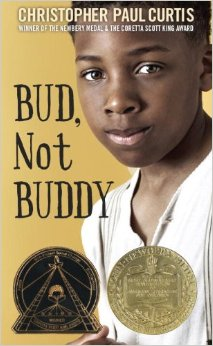 CHRISTOPHER PAUL CURTIS
WINNER OF THE NEWBERY MEDAL & THE CORETTA SCOTT KING AWARD
BUD,
Not
BUDDY